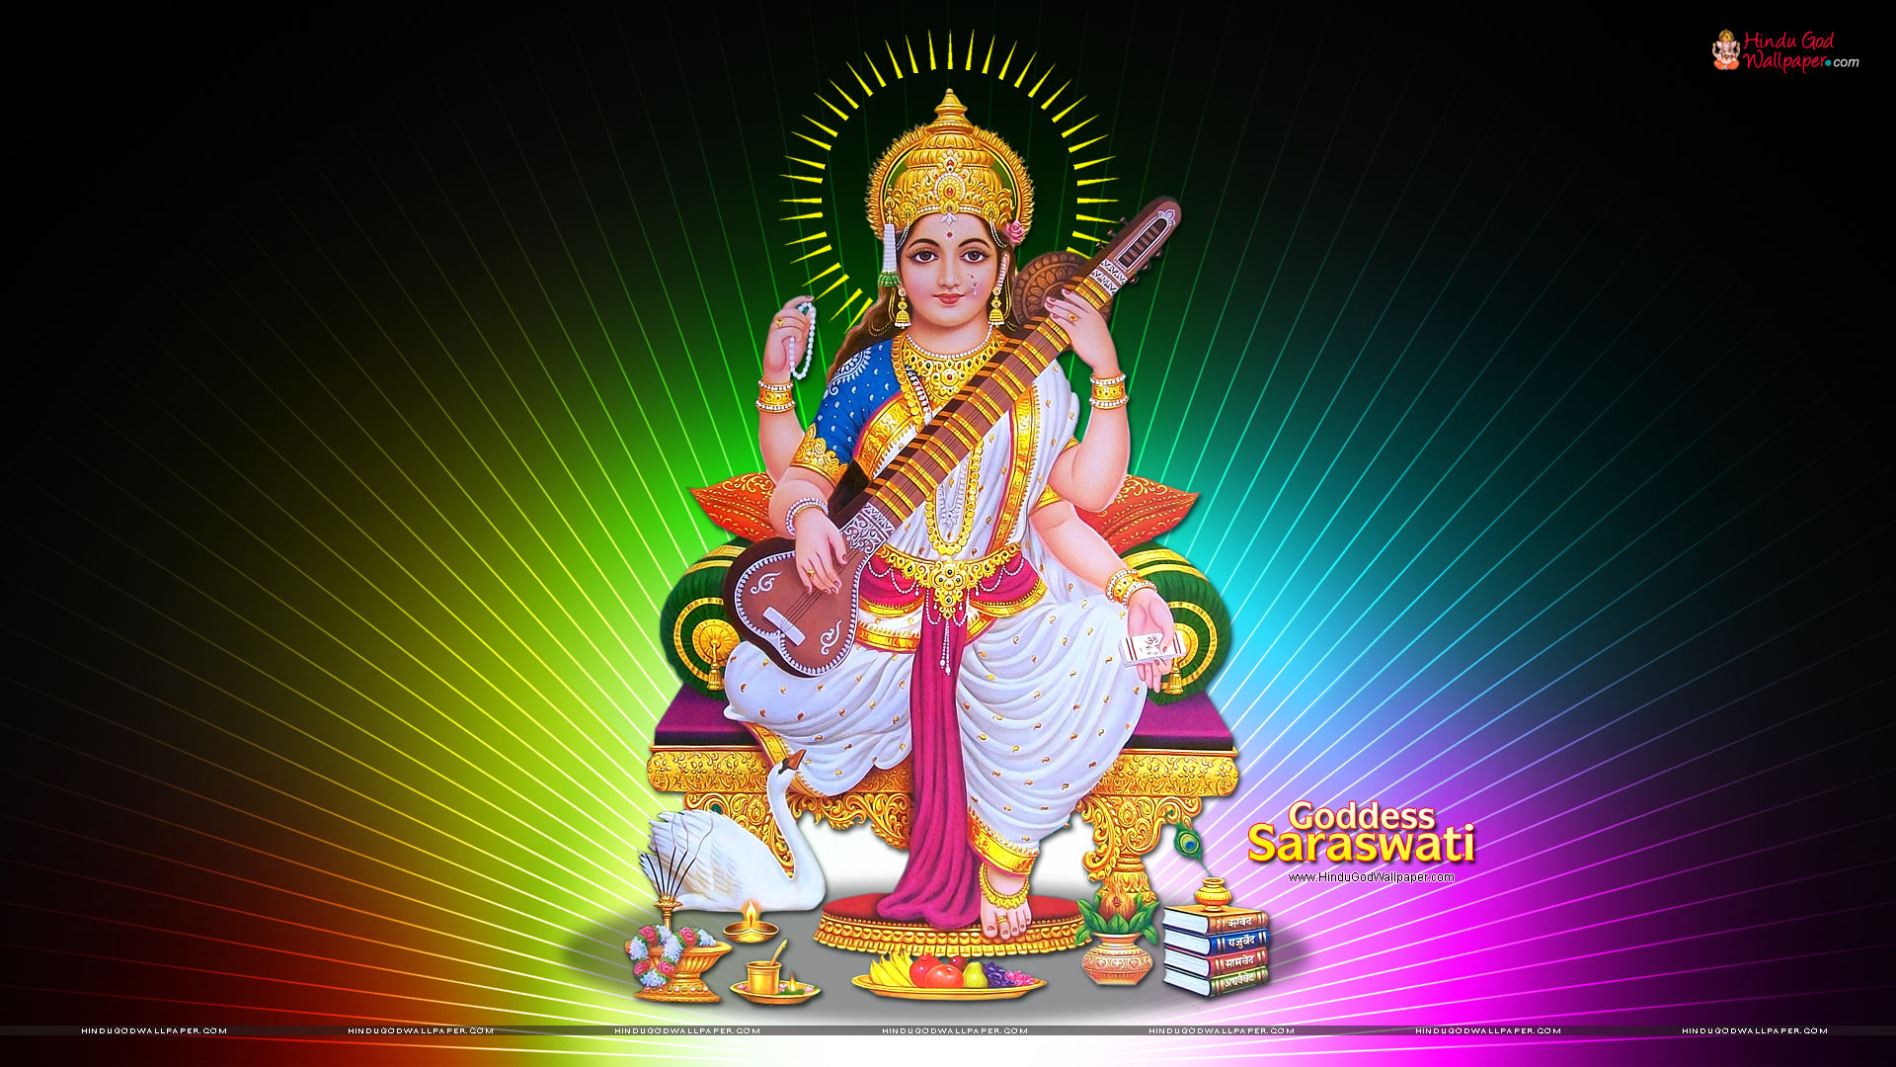 Hindu God
Wallpaper.com
Goddess
Saraswati
www.HinduGodWallpaper.com
ऋग्वेद
यजुर्वेद
सामवेद
अथर्ववेद
HINDUGODWALLPAPER.COM HINDUGODWALLPAPER.COM HINDUGODWALLPAPER.COM HINDUGODWALLPAPER.COM HINDUGODWALLPAPER.COM HINDUGODWALLPAPER.COM HINDUGODWALLPAPER.COM